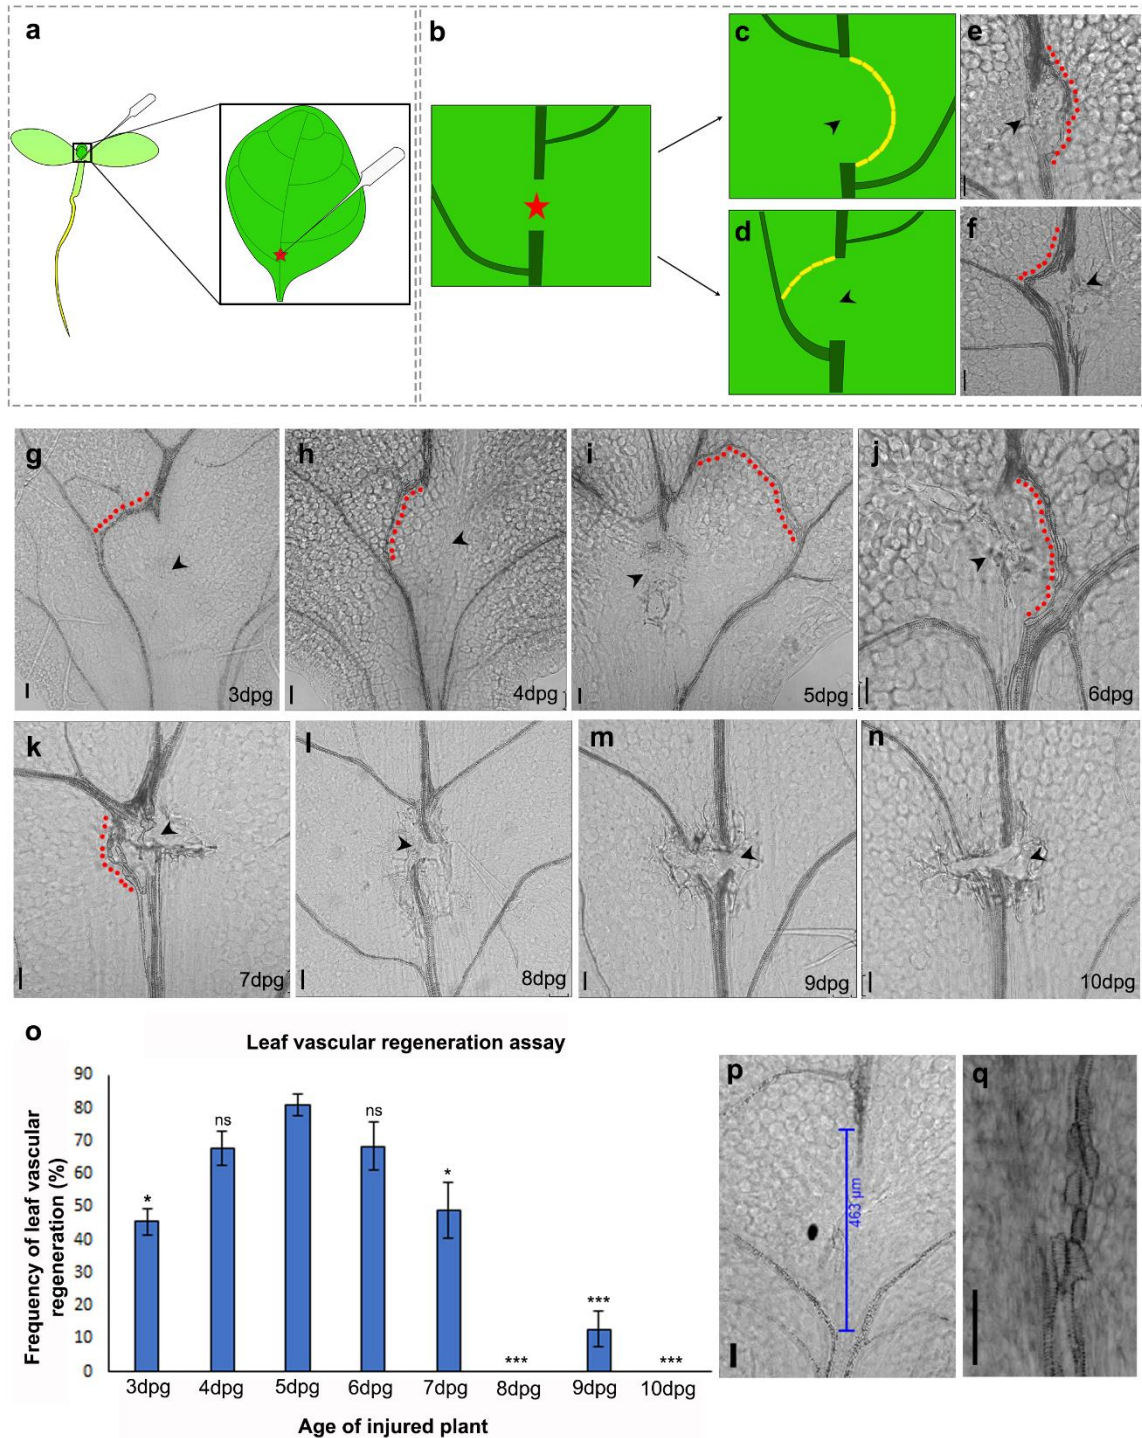 a
b
c
d
e
f
g
3dpg
h
4dpg
i
5dpg
j
6dpg
k
7dpg
l
8dpg
m
9dpg
n
10dpg
o
Leaf vascular regeneration assay
Frequency of leaf vascular
regeneration (%)
90
80
70
60
50
40
30
20
10
0
*
ns
ns
*
***
***
***
3dpg 4dpg 5dpg 6dpg 7dpg 8dpg 9dpg 10dpg
Age of injured plant
p
463 µm
q